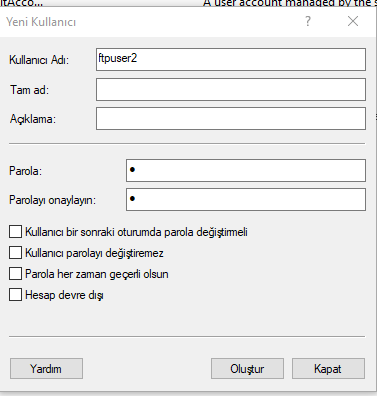 ltAcco...
A user account managed by the s
Yeni Kullanıcı
?
Kullanıcı Adı:
ftpuser2
Tam ad:
Açıklama:
Parola:
Parolayı onaylayın:
Kullanıcı bir sonraki oturumda parola değiştirmeli
Kullanıcı parolayı değiştiremez
Parola her zaman geçerli olsun
Hesap devre dışı
Yardım
Oluştur
Kapat